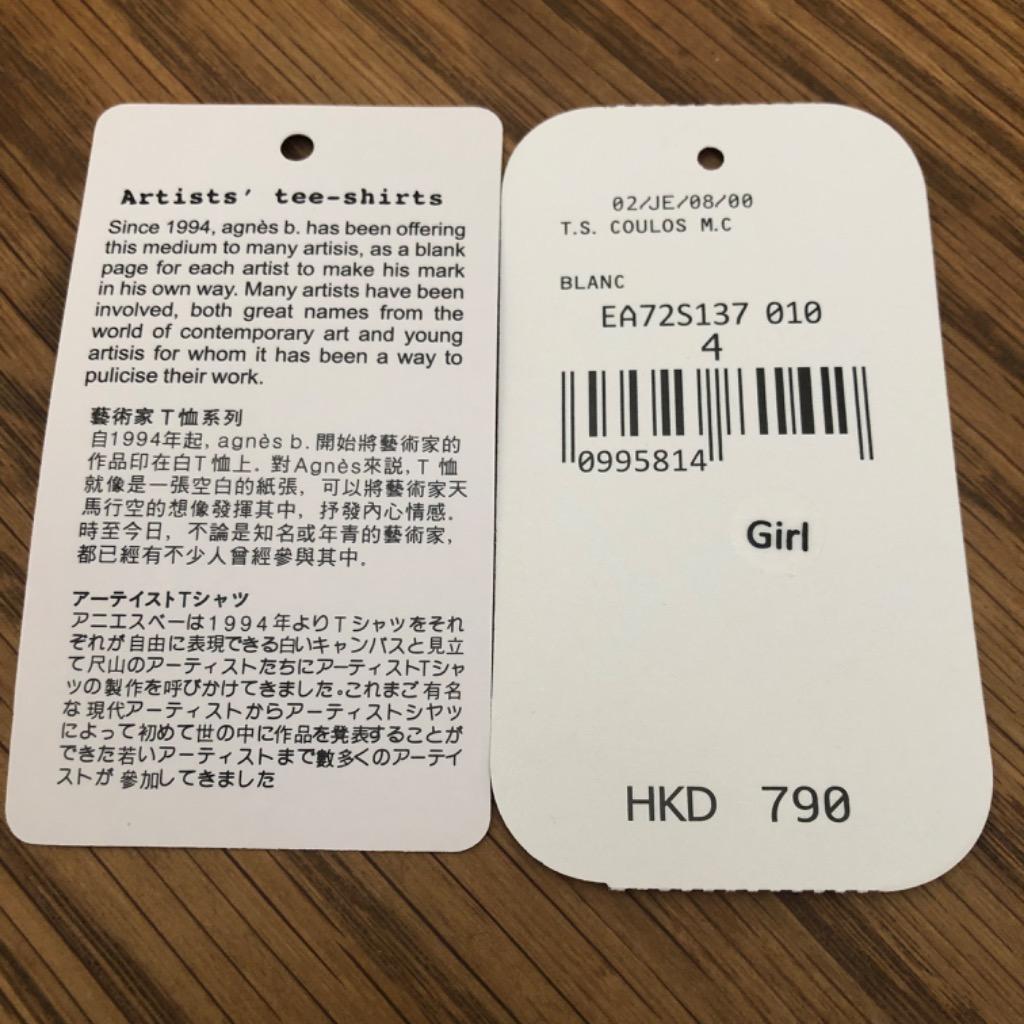 Artists' tee-shirts
Since 1994, agnès b. has been offering
this medium to many artisis, as a blank
page for each artist to make his mark
in his own way. Many artists have been
involved, both great names from the
world of contemporary art and young
artisis for whom it has been a way to
pulicise their work.
藝術家T恤系列
自1994年起, agnès b. 開始將藝術家的
作品印在白T恤上. 對Agnès來説, T 恤
就像是一張空白的紙張, 可以將藝術家天
馬行空的想像發揮其中, 抒發內心情感.
時至今日, 不論是知名或年青的藝術家,
都已經有不少人曾經參與其中.
アーテイストTシャツ
アニエスベーは1994年よりTシャツをそれ
ぞれが自由に表現できる白いキャンバスと見立
て尺山のアーティストたちにアーティストTシャ
ツの製作を呼びかけてきました。これまご有名
な現代アーティストからアーティストシヤツ
によって初めて世の中に作品を発表することが
できた若いアーティストまで數多くのアーテイ
ストが 參加してきました
02/JE/08/00
T.S. COULOS M.C
BLANC
EA72S137 010
4
0995814
Girl
HKD 790